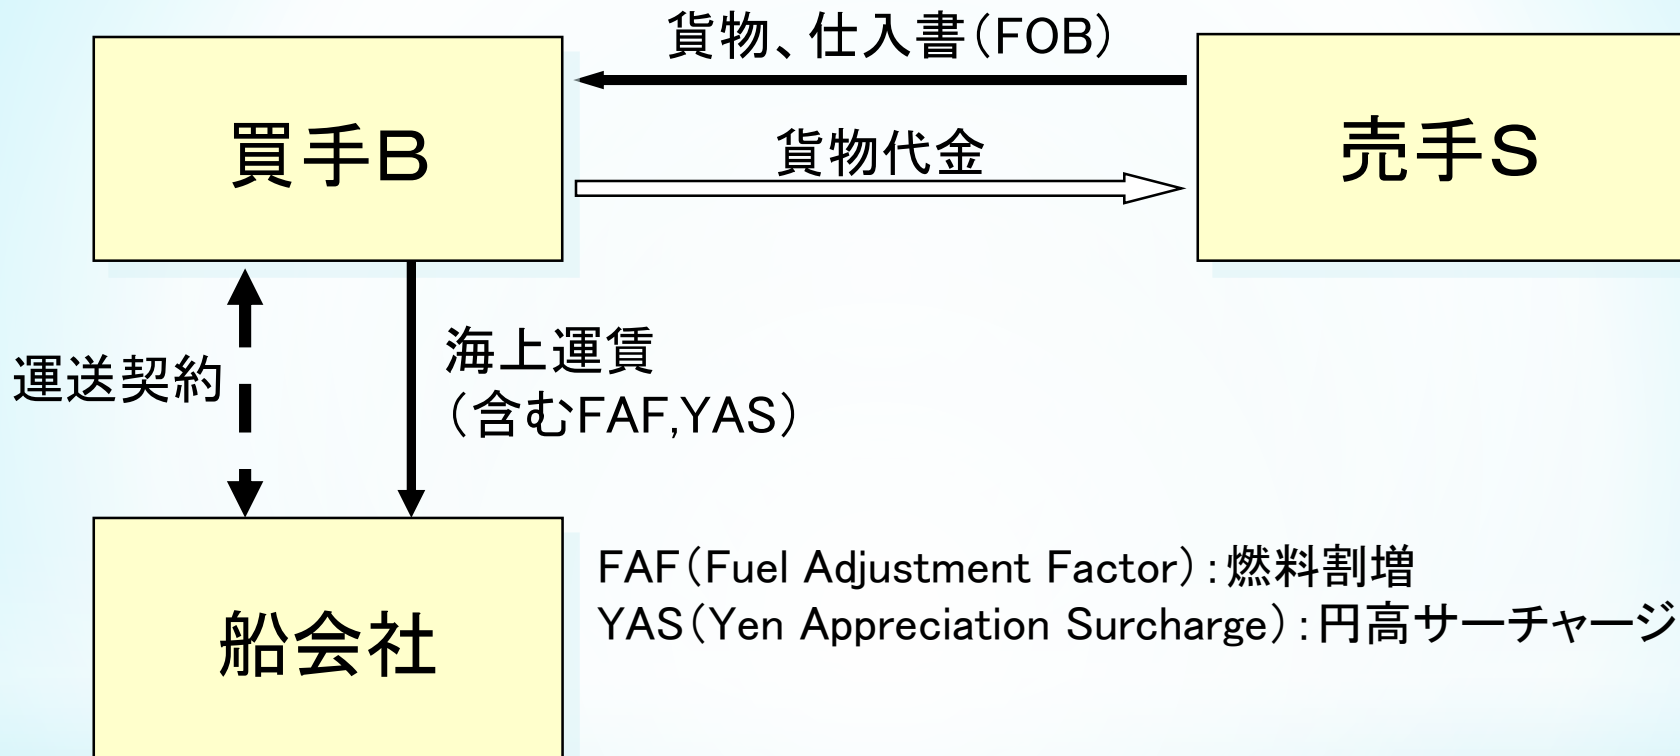 貨物、仕入書(FOB)
買手B
売手S
貨物代金
運送契約
海上運賃
(含むFAF,YAS)
船会社
FAF(Fuel Adjustment Factor):燃料割増
YAS(Yen Appreciation Surcharge):円高サーチャージ